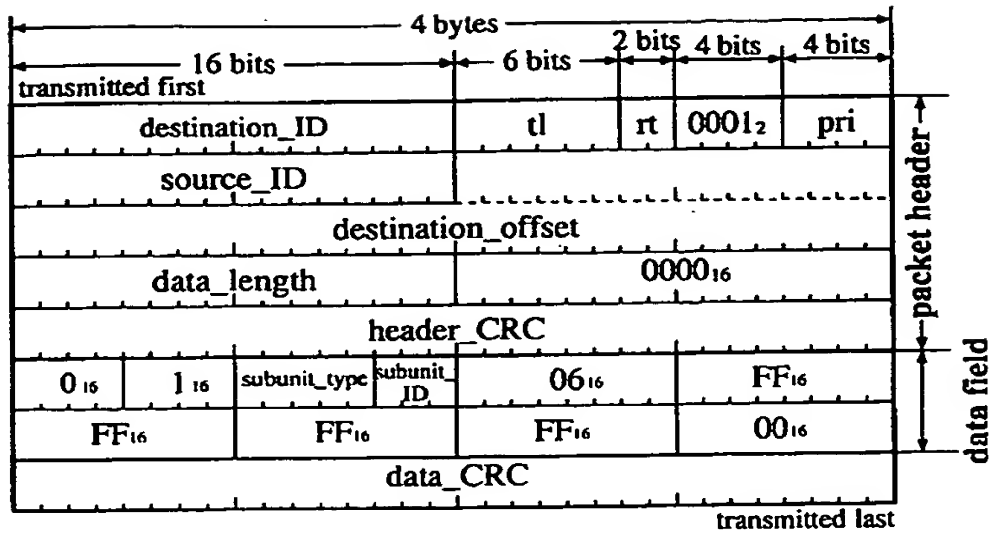 4 bytes
16 bits 6 bits 2 bits 4 bits 4 bits
transmitted first
destination_ID tl rt 0001₂ pri
source_ID
destination_offset
data_length 0000₁₆
header_CRC
packet header
0₁₆ 1₁₆ subunit_type subunit_ID 06₁₆ FF₁₆
FF₁₆ FF₁₆ FF₁₆ 00₁₆
data field
data_CRC
transmitted last